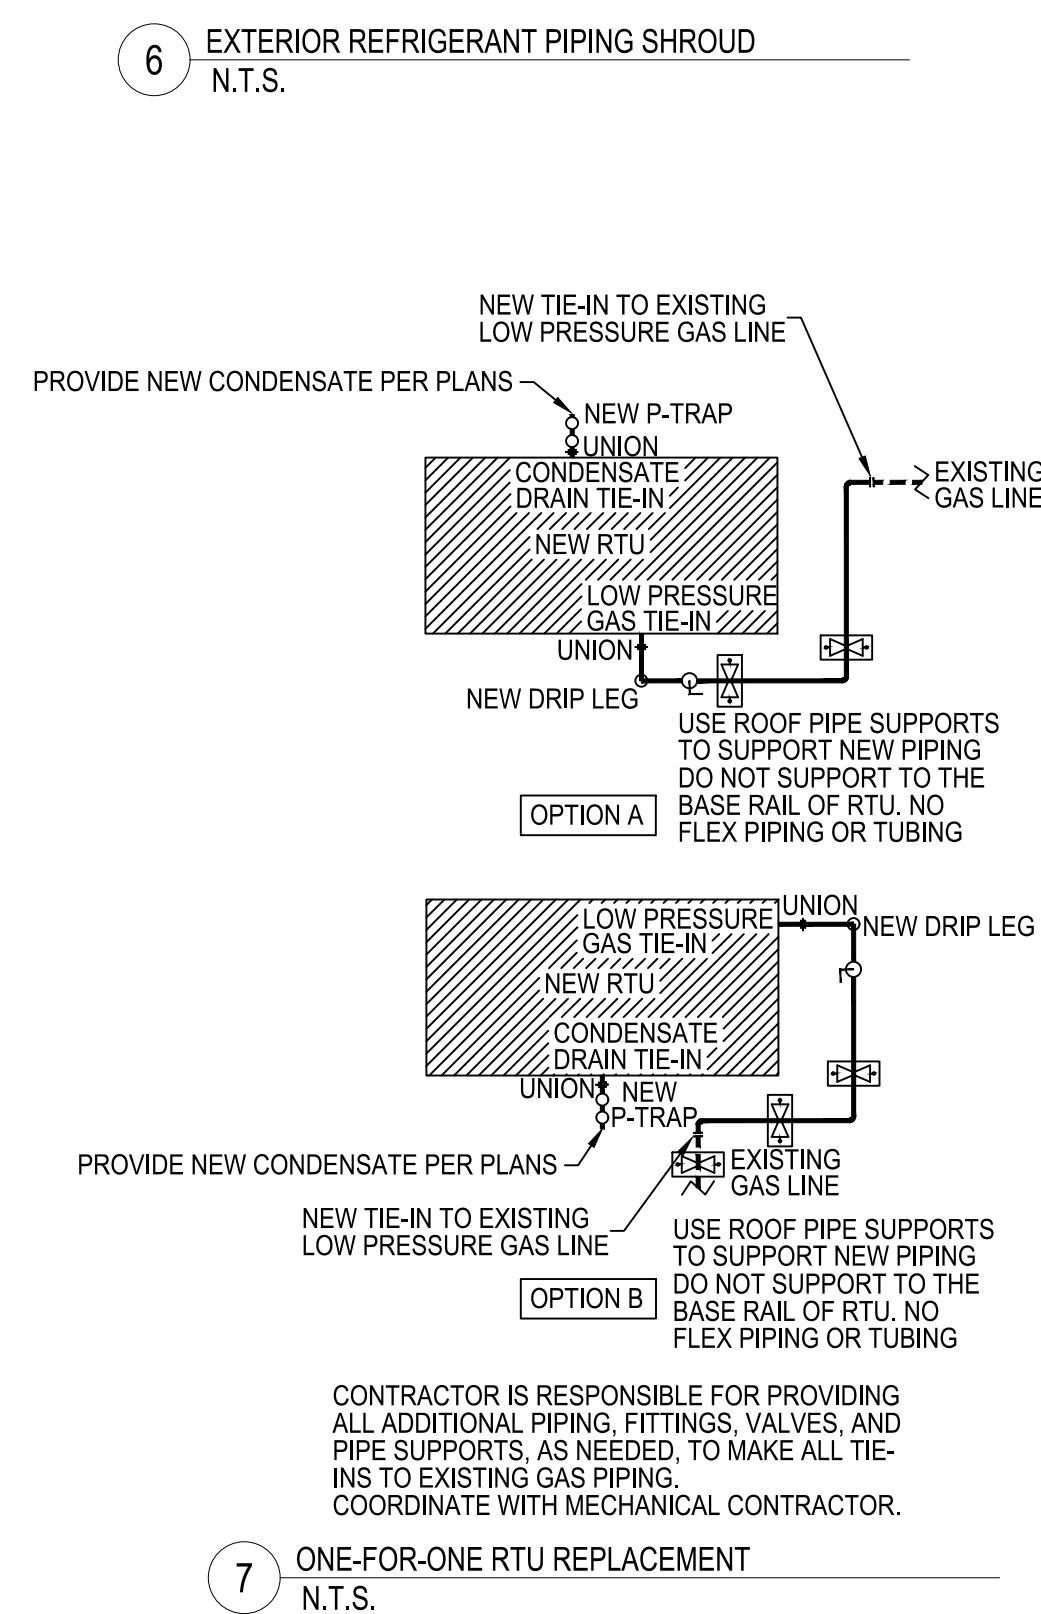 6
EXTERIOR REFRIGERANT PIPING SHROUD
N.T.S.
NEW TIE-IN TO EXISTING
LOW PRESSURE GAS LINE
PROVIDE NEW CONDENSATE PER PLANS
NEW P-TRAP
UNION
CONDENSATE
DRAIN TIE-IN
EXISTING
GAS LINE
NEW RTU
LOW PRESSURE
GAS TIE-IN
UNION
NEW DRIP LEG
USE ROOF PIPE SUPPORTS
TO SUPPORT NEW PIPING
DO NOT SUPPORT TO THE
BASE RAIL OF RTU. NO
FLEX PIPING OR TUBING
OPTION A
UNION
LOW PRESSURE
GAS TIE-IN
NEW DRIP LEG
NEW RTU
CONDENSATE
DRAIN TIE-IN
UNION
NEW
P-TRAP
PROVIDE NEW CONDENSATE PER PLANS
EXISTING
GAS LINE
NEW TIE-IN TO EXISTING
LOW PRESSURE GAS LINE
USE ROOF PIPE SUPPORTS
TO SUPPORT NEW PIPING
DO NOT SUPPORT TO THE
BASE RAIL OF RTU. NO
FLEX PIPING OR TUBING
OPTION B
CONTRACTOR IS RESPONSIBLE FOR PROVIDING
ALL ADDITIONAL PIPING, FITTINGS, VALVES, AND
PIPE SUPPORTS, AS NEEDED, TO MAKE ALL TIE-
INS TO EXISTING GAS PIPING.
COORDINATE WITH MECHANICAL CONTRACTOR.
7
ONE-FOR-ONE RTU REPLACEMENT
N.T.S.